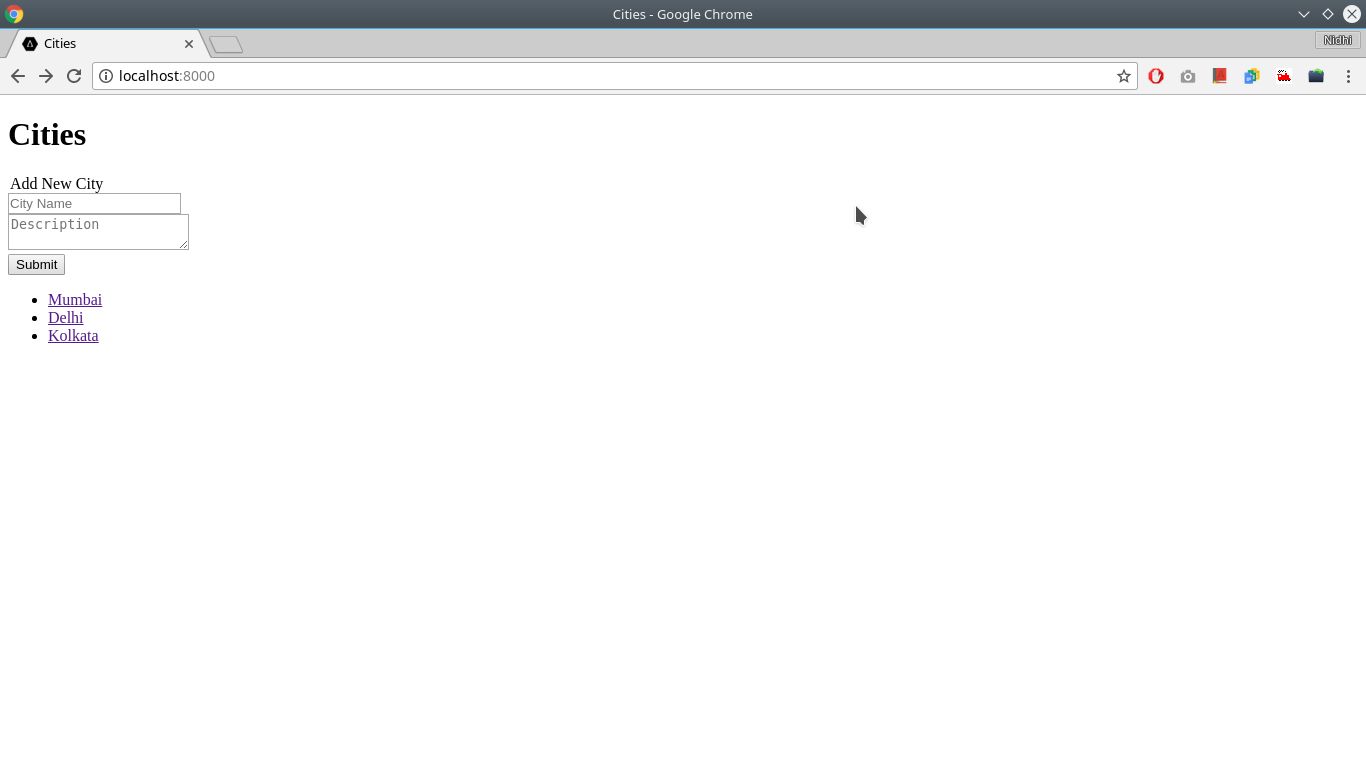 Cities - Google Chrome
Cities
Nidhi
localhost:8000
Cities
Add New City
City Name
Description
Submit
Mumbai
Delhi
Kolkata